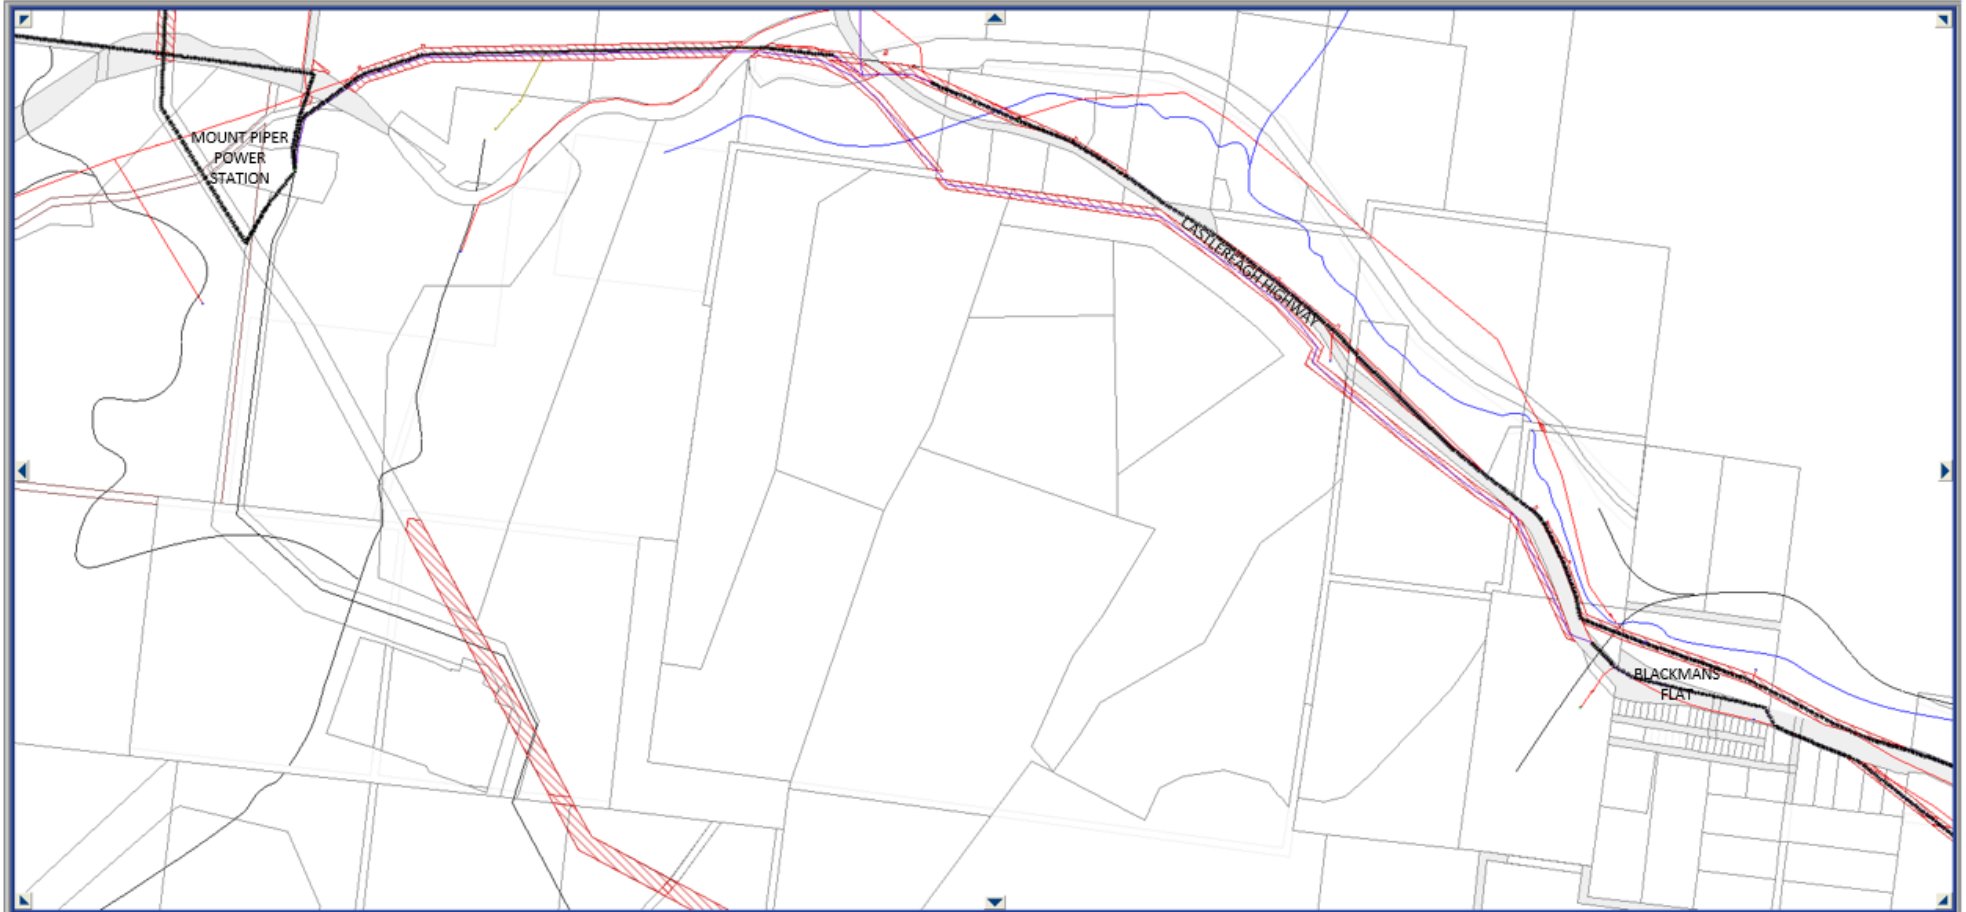 MOUNT PIPER
POWER
STATION
CASTLEREAGH HIGHWAY
BLACKMANS
FLAT